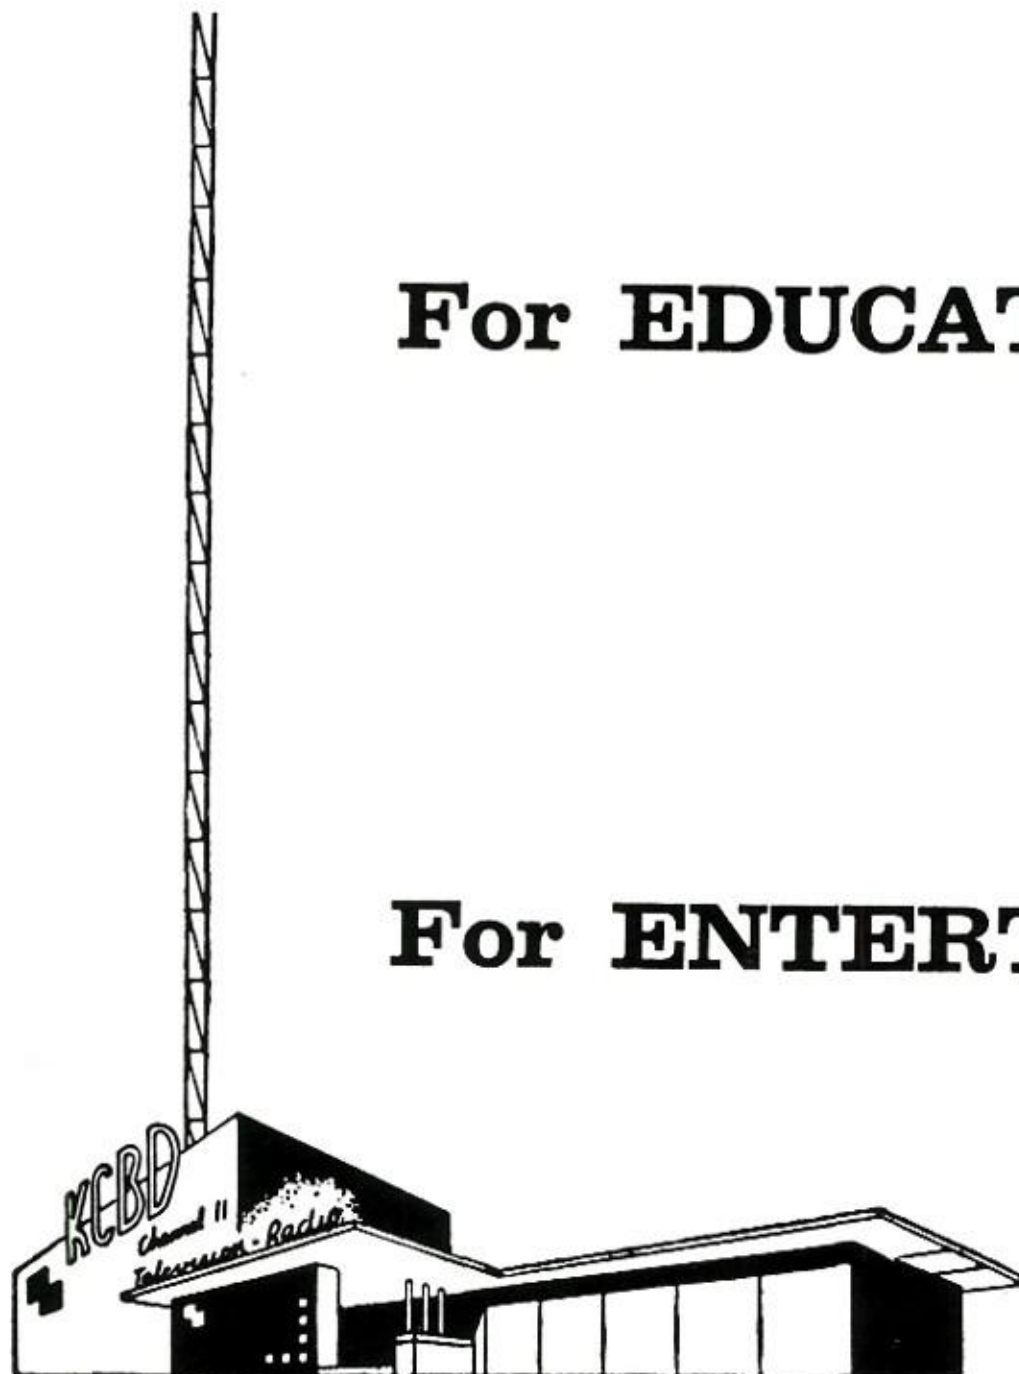 For EDUCAT
For ENTERT
KCBD
Channel 11
Television - Radio